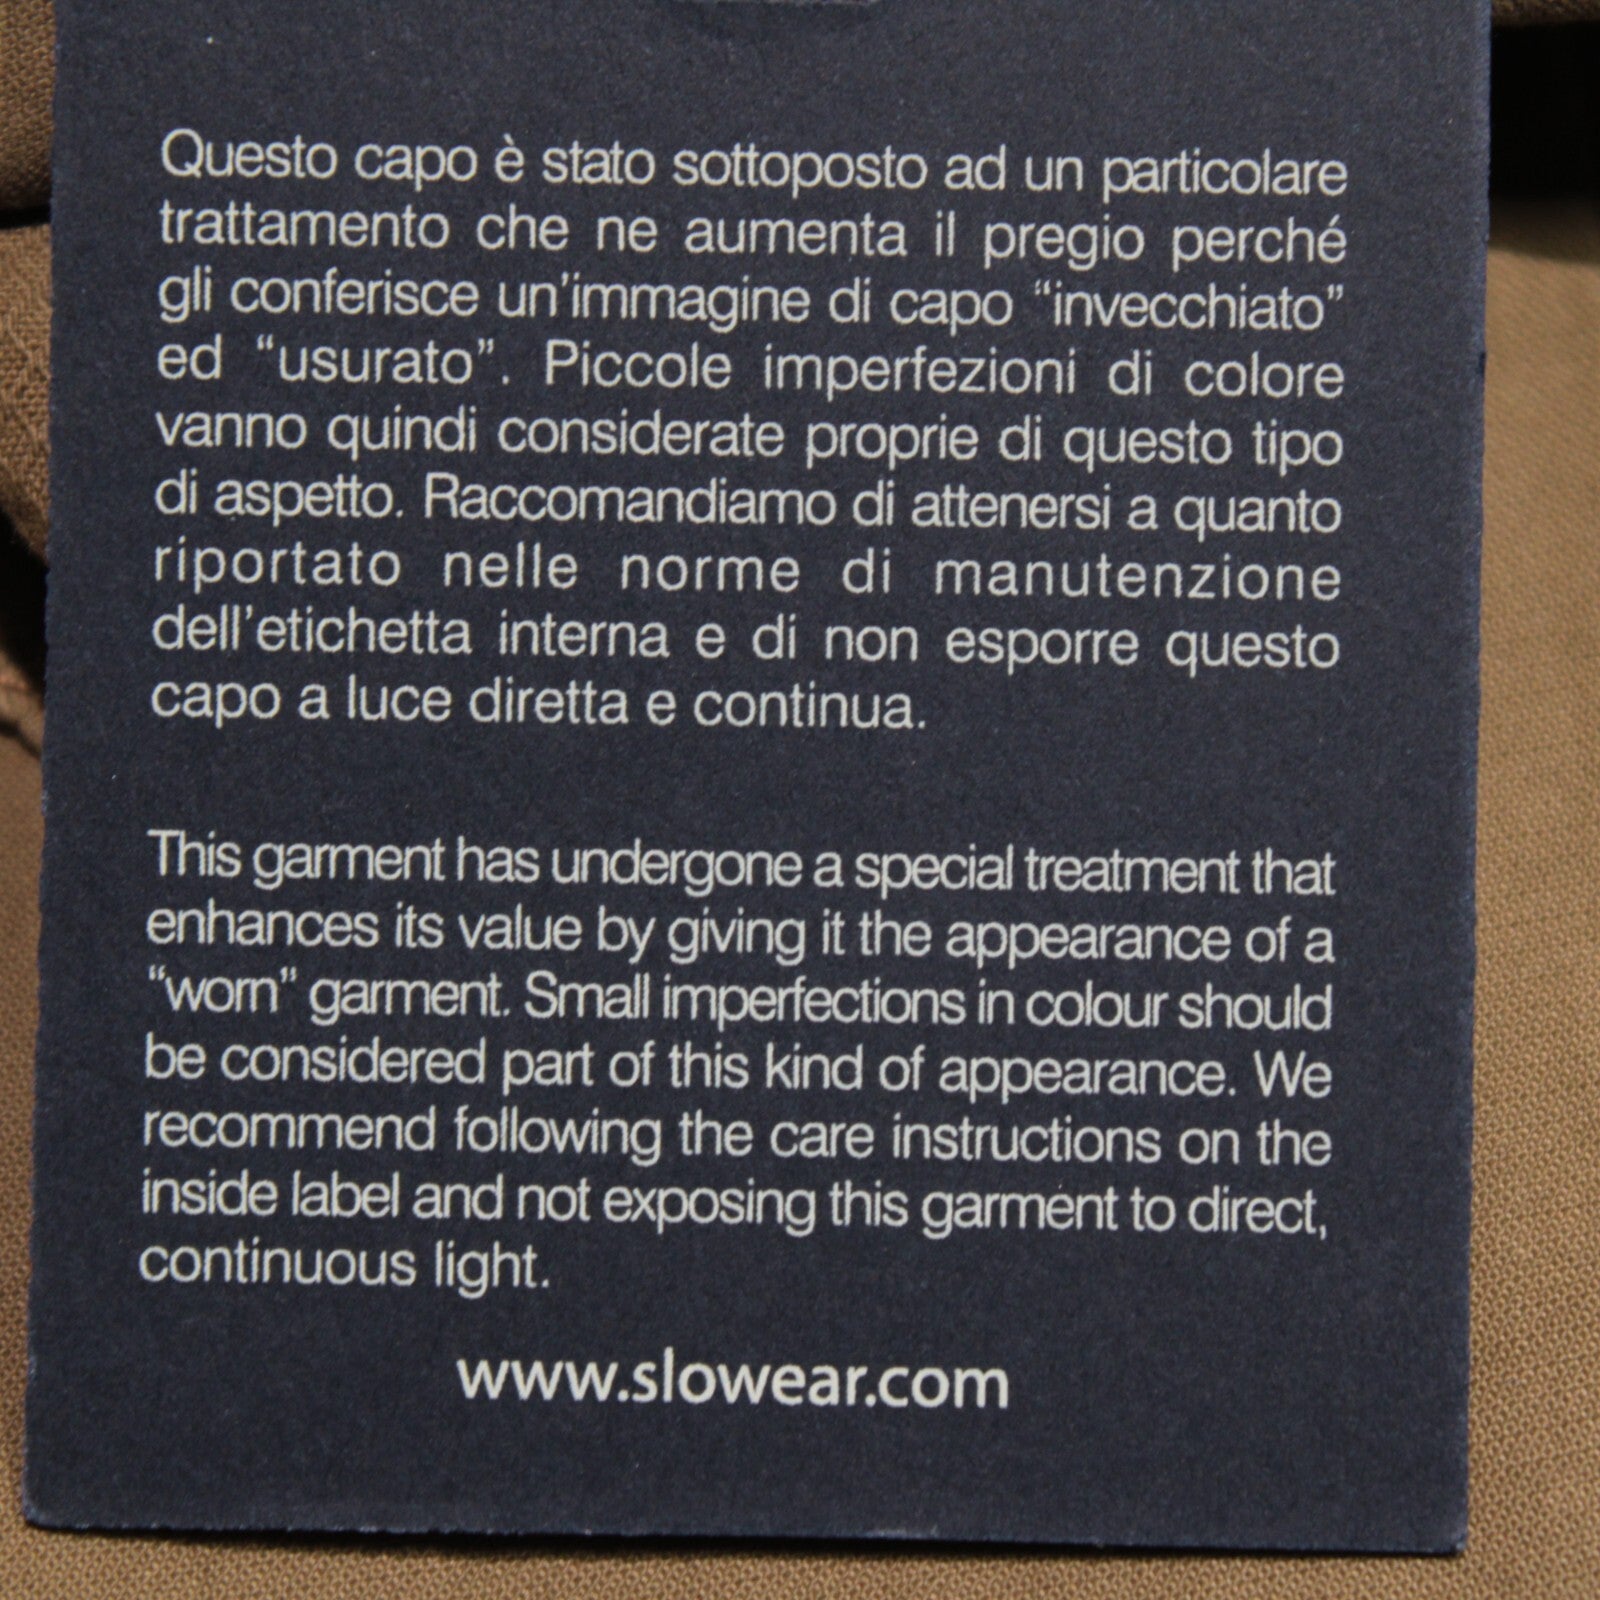 Questo capo è stato sottoposto ad un particolare
trattamento che ne aumenta il pregio perché
gli conferisce un'immagine di capo “invecchiato”
ed “usurato”. Piccole imperfezioni di colore
vanno quindi considerate proprie di questo tipo
di aspetto. Raccomandiamo di attenersi a quanto
riportato nelle norme di manutenzione
dell'etichetta interna e di non esporre questo
capo a luce diretta e continua.
This garment has undergone a special treatment that
enhances its value by giving it the appearance of a
“worn” garment. Small imperfections in colour should
be considered part of this kind of appearance. We
recommend following the care instructions on the
inside label and not exposing this garment to direct,
continuous light.
www.slowear.com